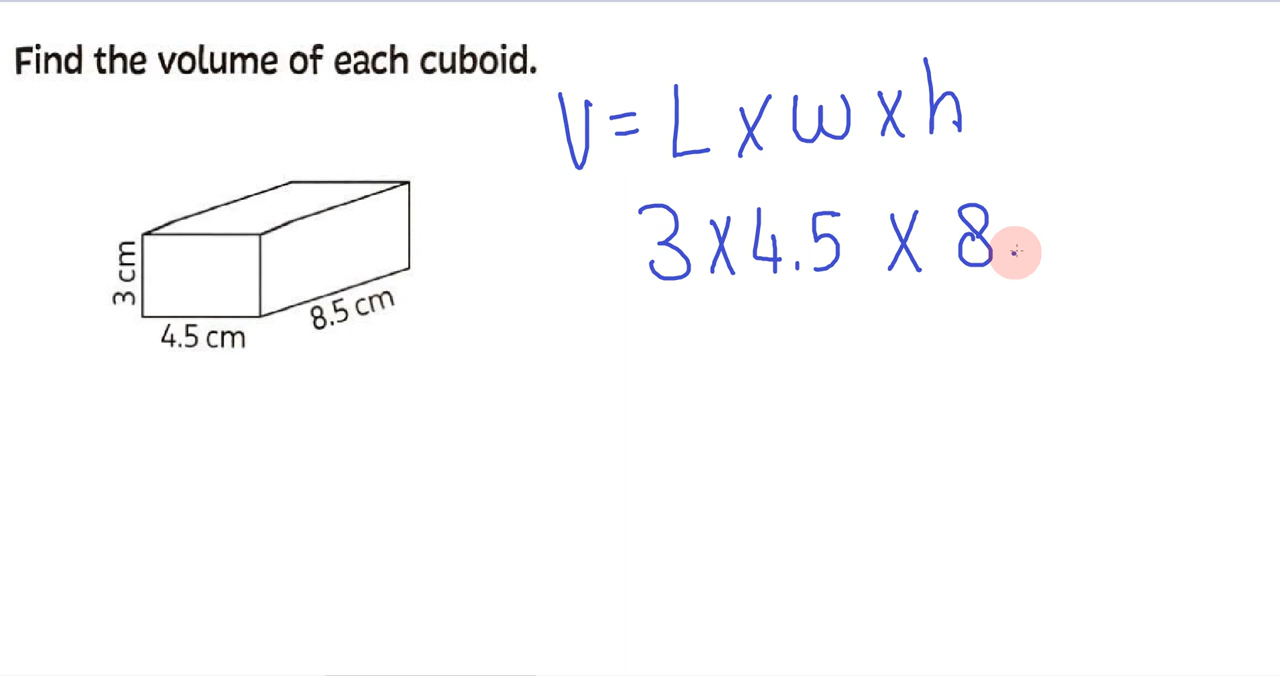 Find the volume of each cuboid.
V = L x w x h
3 x 4.5 x 8.
3 cm
4.5 cm
8.5 cm